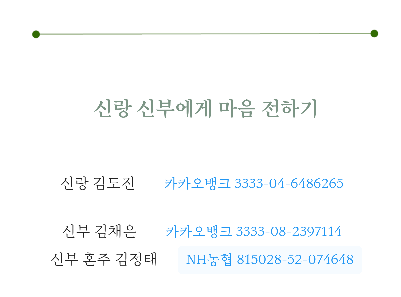 신랑 신부에게 마음 전하기
신랑 김도진 카카오뱅크 3333-04-6486265
신부 김채은 카카오뱅크 3333-08-2397114
신부 혼주 김정태 NH농협 815028-52-074648